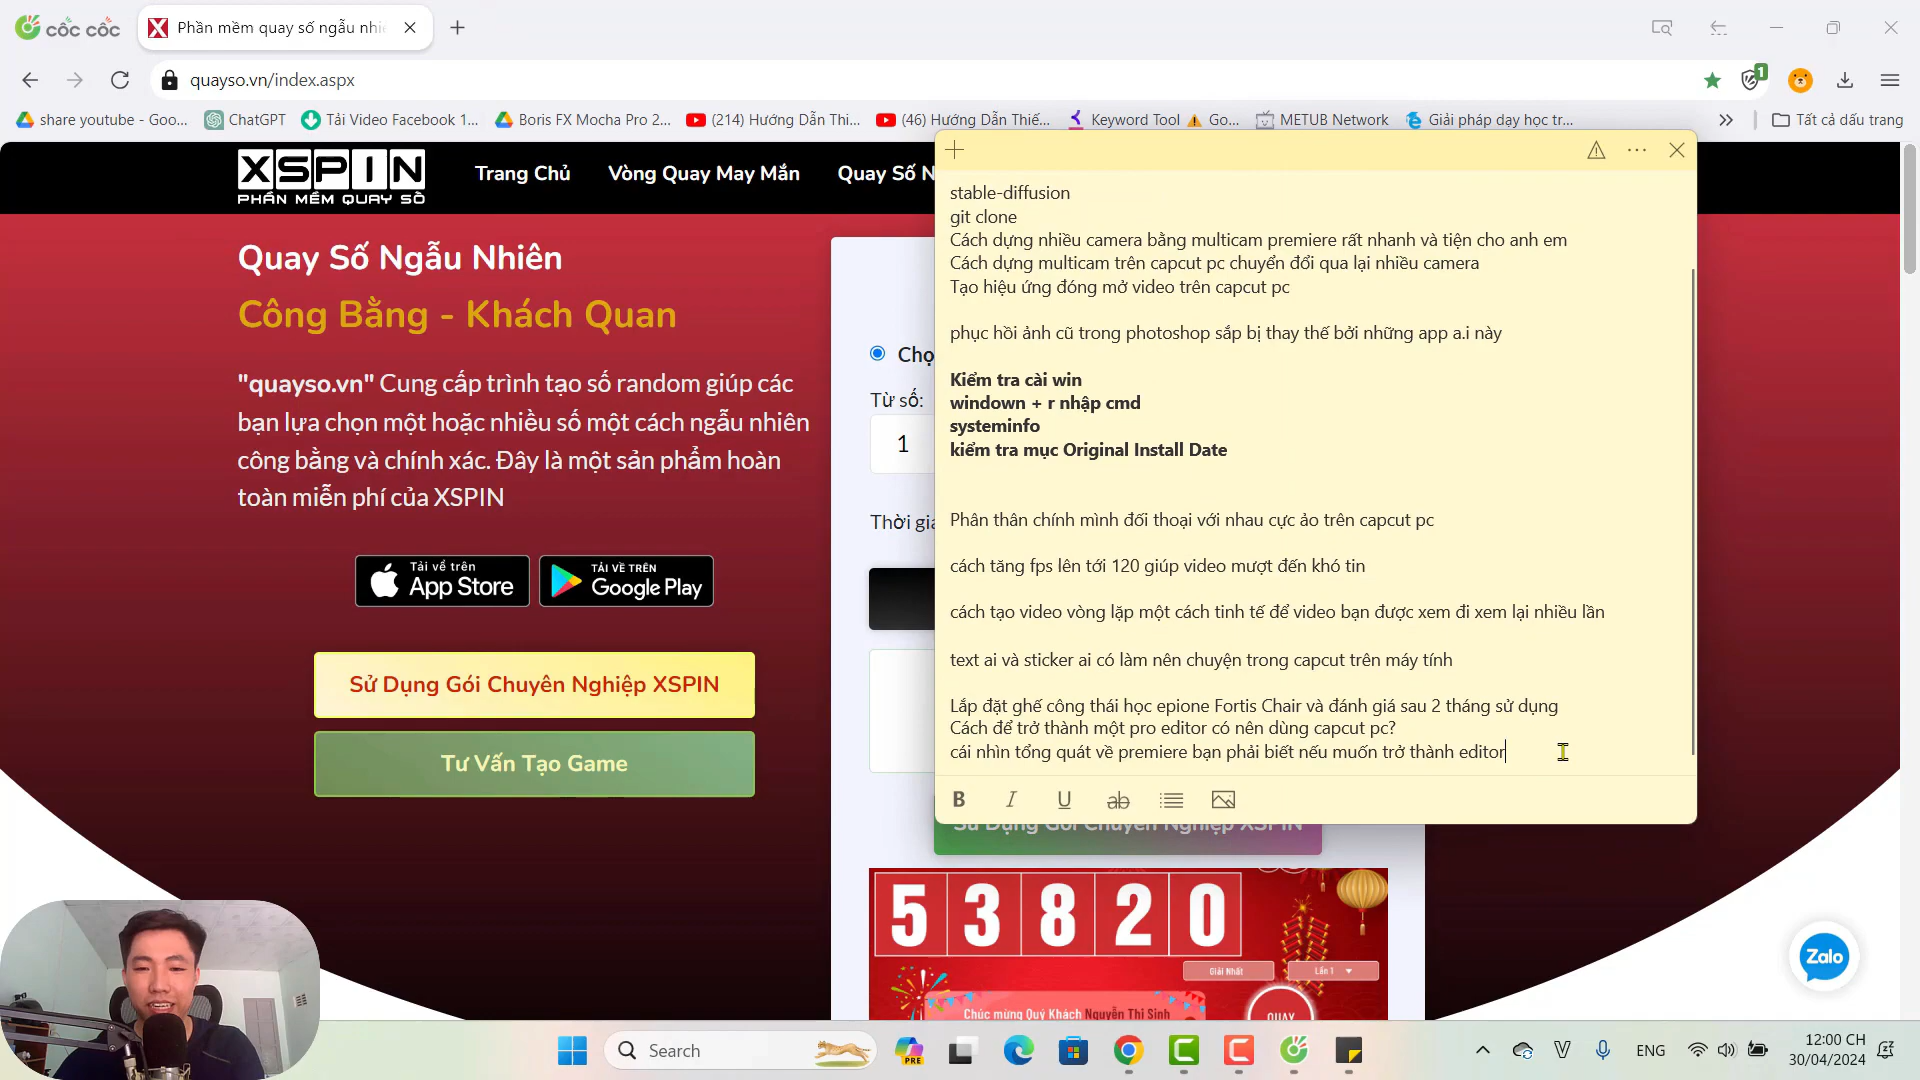 cốc cốc
Phần mềm quay số ngẫu nhiê
quayso.vn/index.aspx
1
share youtube - Goo...
ChatGPT
Tải Video Facebook 1...
Boris FX Mocha Pro 2...
(214) Hướng Dẫn Thi...
(46) Hướng Dẫn Thiế...
Keyword Tool
Go...
METUB Network
Giải pháp dạy học tr...
Tất cả dấu trang
XSPIN
PHẦN MỀM QUAY SỐ
Trang Chủ
Vòng Quay May Mắn
Quay Số N
Quay Số Ngẫu Nhiên
Công Bằng - Khách Quan
"quayso.vn" Cung cấp trình tạo số random giúp các
bạn lựa chọn một hoặc nhiều số một cách ngẫu nhiên
công bằng và chính xác. Đây là một sản phẩm hoàn
toàn miễn phí của XSPIN
Tải về trên
App Store
TẢI VỀ TRÊN
Google Play
Sử Dụng Gói Chuyên Nghiệp XSPIN
Tư Vấn Tạo Game
Chọ
Từ số:
1
Thời gia
stable-diffusion
git clone
Cách dựng nhiều camera bằng multicam premiere rất nhanh và tiện cho anh em
Cách dựng multicam trên capcut pc chuyển đổi qua lại nhiều camera
Tạo hiệu ứng đóng mở video trên capcut pc
phục hồi ảnh cũ trong photoshop sắp bị thay thế bởi những app a.i này
Kiểm tra cài win
windown + r nhập cmd
systeminfo
kiểm tra mục Original Install Date
Phân thân chính mình đối thoại với nhau cực ảo trên capcut pc
cách tăng fps lên tới 120 giúp video mượt đến khó tin
cách tạo video vòng lặp một cách tinh tế để video bạn được xem đi xem lại nhiều lần
text ai và sticker ai có làm nên chuyện trong capcut trên máy tính
Lắp đặt ghế công thái học epione Fortis Chair và đánh giá sau 2 tháng sử dụng
Cách để trở thành một pro editor có nên dùng capcut pc?
cái nhìn tổng quát về premiere bạn phải biết nếu muốn trở thành editor
B I U ab
Sử Dụng Gói Chuyên Nghiệp XSPIN
5 3 8 2 0
Giải Nhất
Lần 1
Chúc mừng Quý Khách Nguyễn Thi Sinh
QUAY
Zalo
Search
PRE
ENG
12:00 CH
30/04/2024